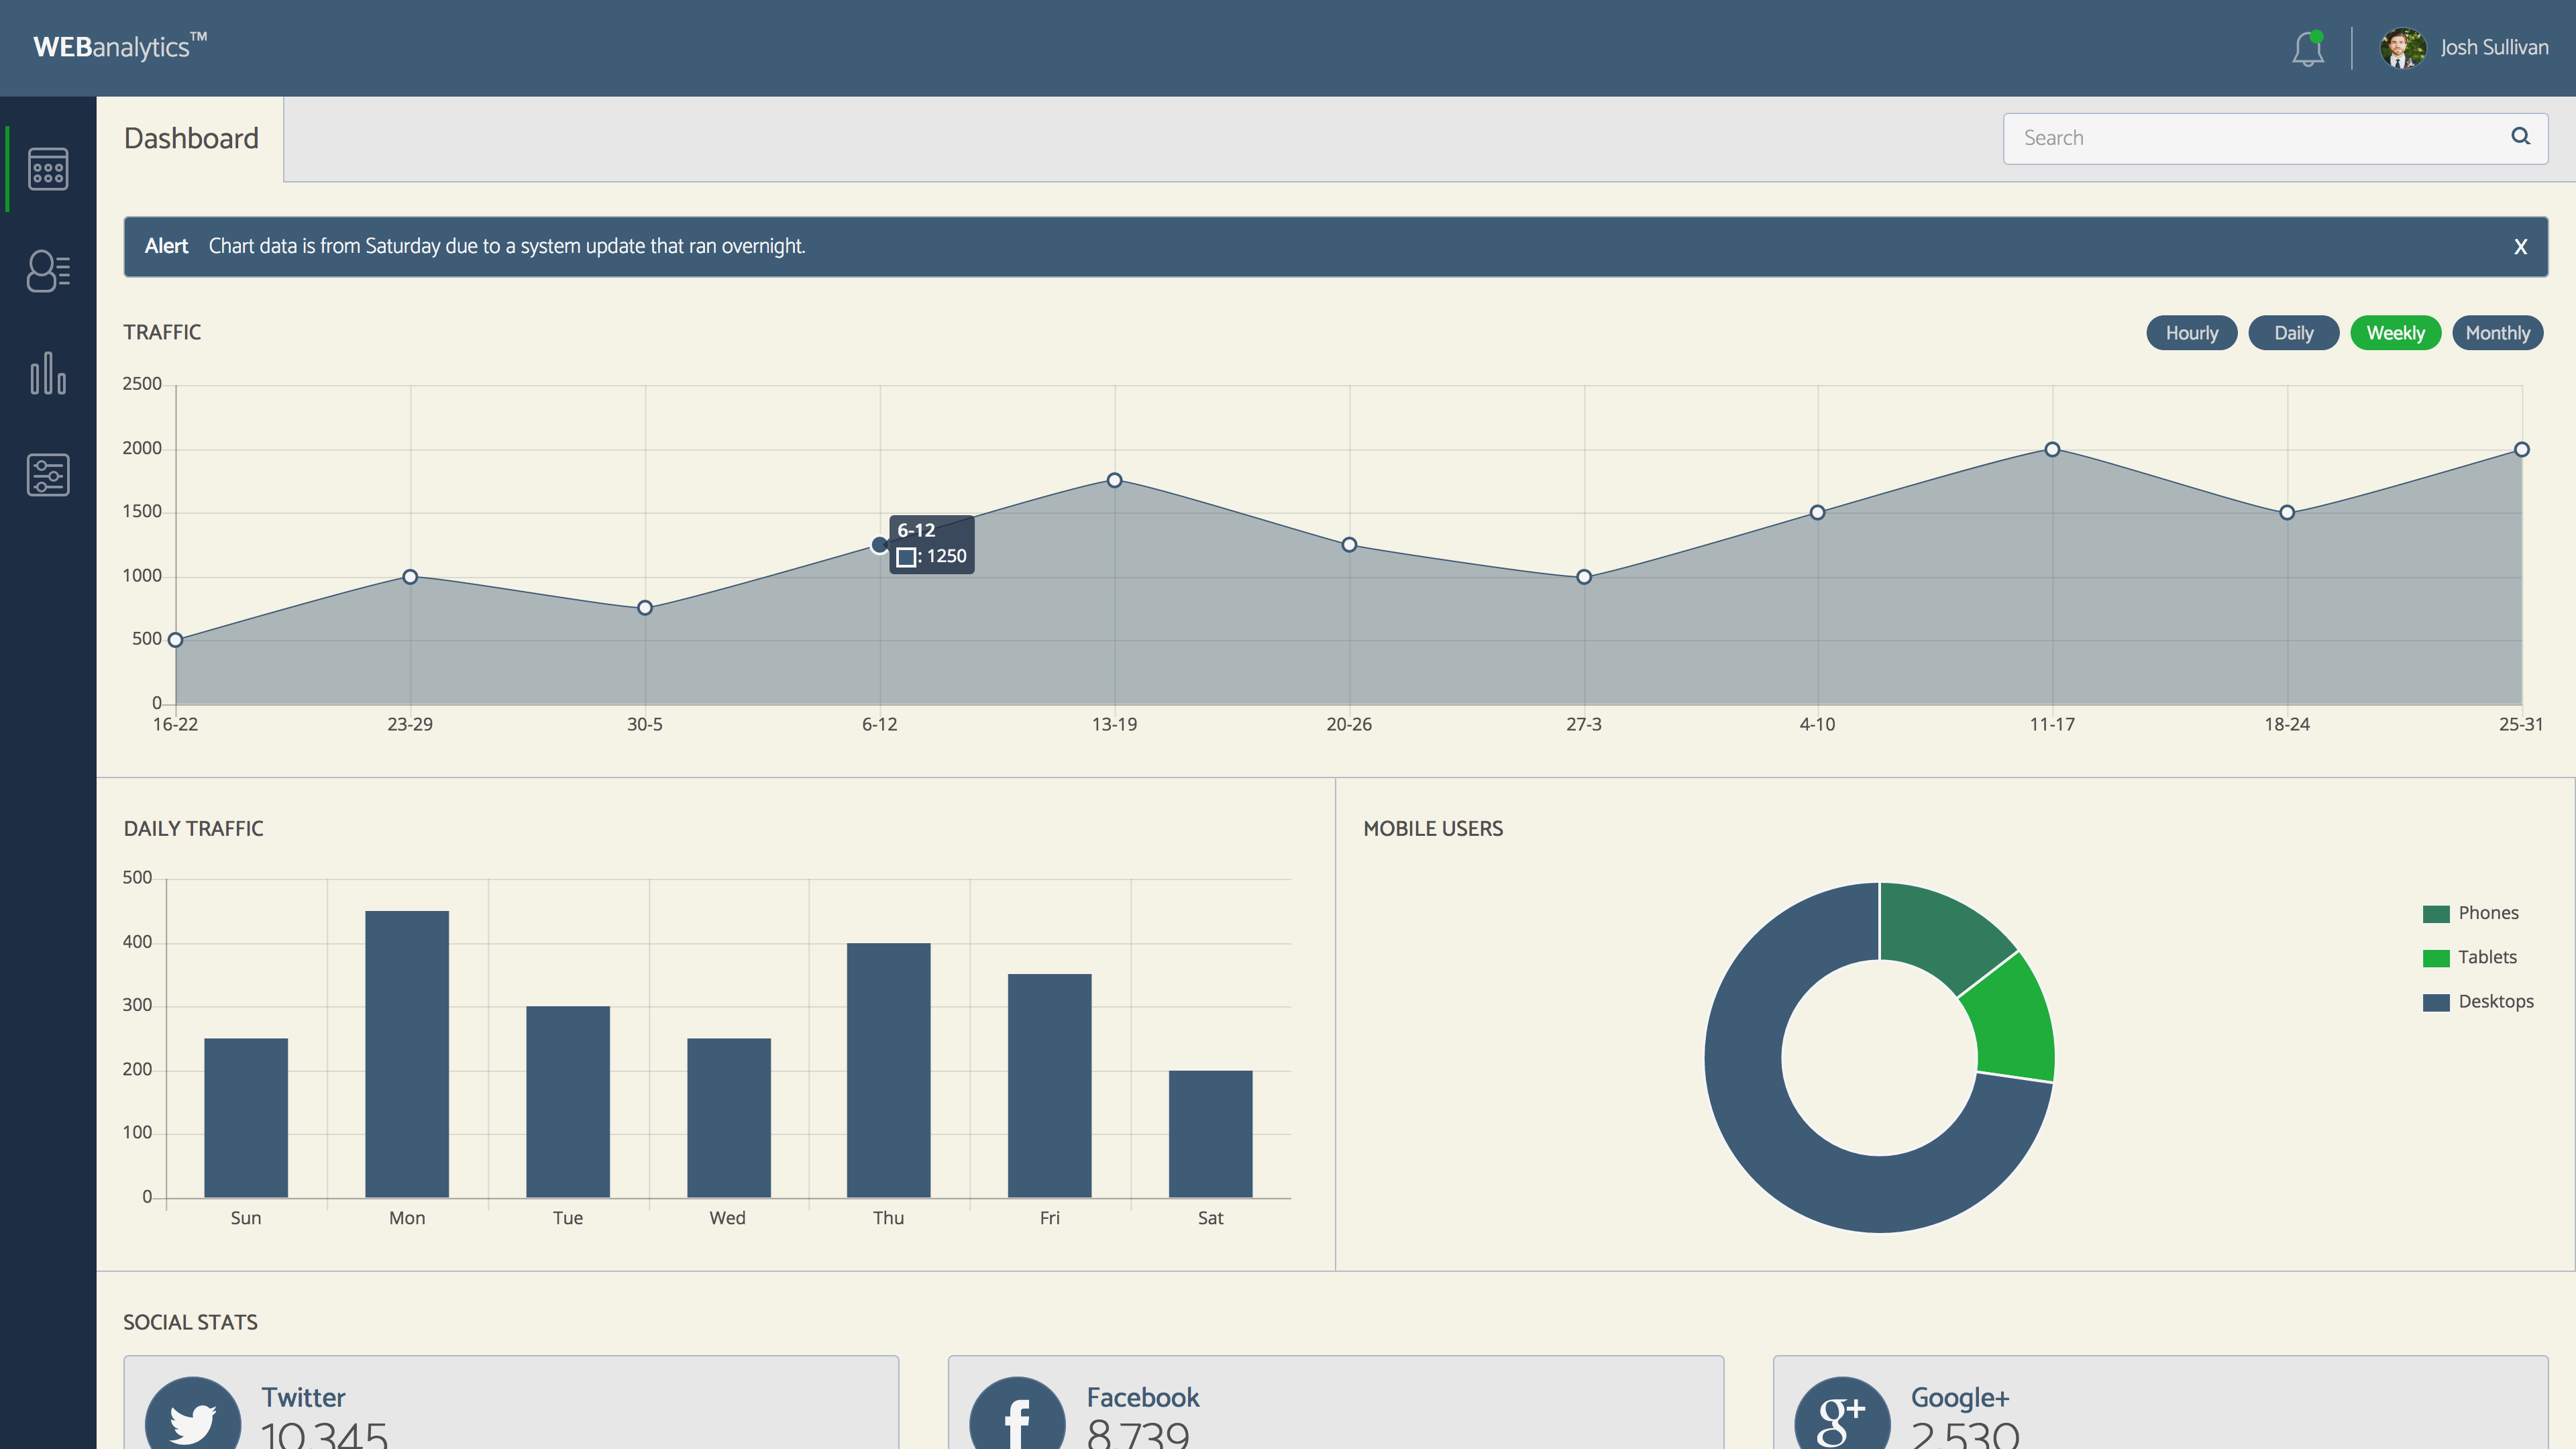 WEBanalytics™
Josh Sullivan
Dashboard
Search
Alert Chart data is from Saturday due to a system update that ran overnight. X
TRAFFIC
Hourly Daily Weekly Monthly
2500
2000
1500
1000
500
0
6-12
: 1250
16-22 23-29 30-5 6-12 13-19 20-26 27-3 4-10 11-17 18-24 25-31
DAILY TRAFFIC
500
400
300
200
100
0
Sun Mon Tue Wed Thu Fri Sat
MOBILE USERS
Phones
Tablets
Desktops
SOCIAL STATS
Twitter
10,345
Facebook
8,739
Google+
2,530